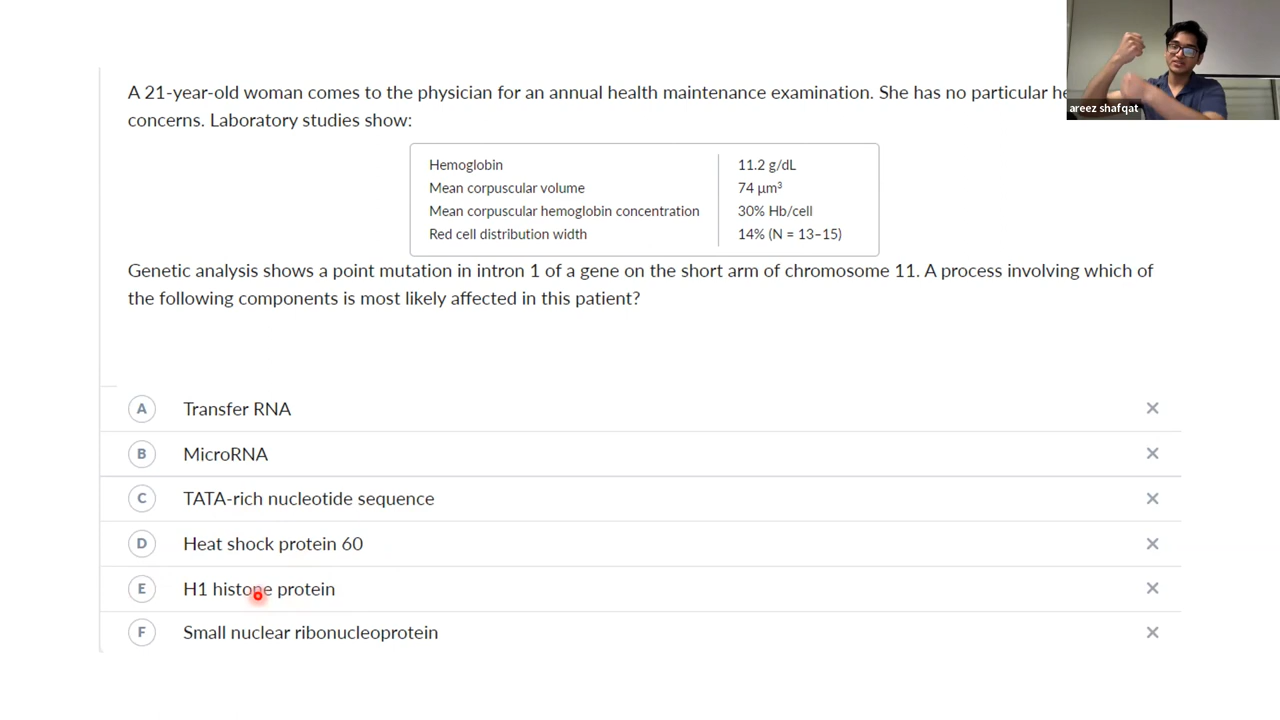 A 21-year-old woman comes to the physician for an annual health maintenance examination. She has no particular
areez shafqat
concerns. Laboratory studies show:
Hemoglobin 11.2 g/dL
Mean corpuscular volume 74 μm³
Mean corpuscular hemoglobin concentration 30% Hb/cell
Red cell distribution width 14% (N = 13–15)
Genetic analysis shows a point mutation in intron 1 of a gene on the short arm of chromosome 11. A process involving which of
the following components is most likely affected in this patient?
A Transfer RNA
B MicroRNA
C TATA-rich nucleotide sequence
D Heat shock protein 60
E H1 histone protein
F Small nuclear ribonucleoprotein